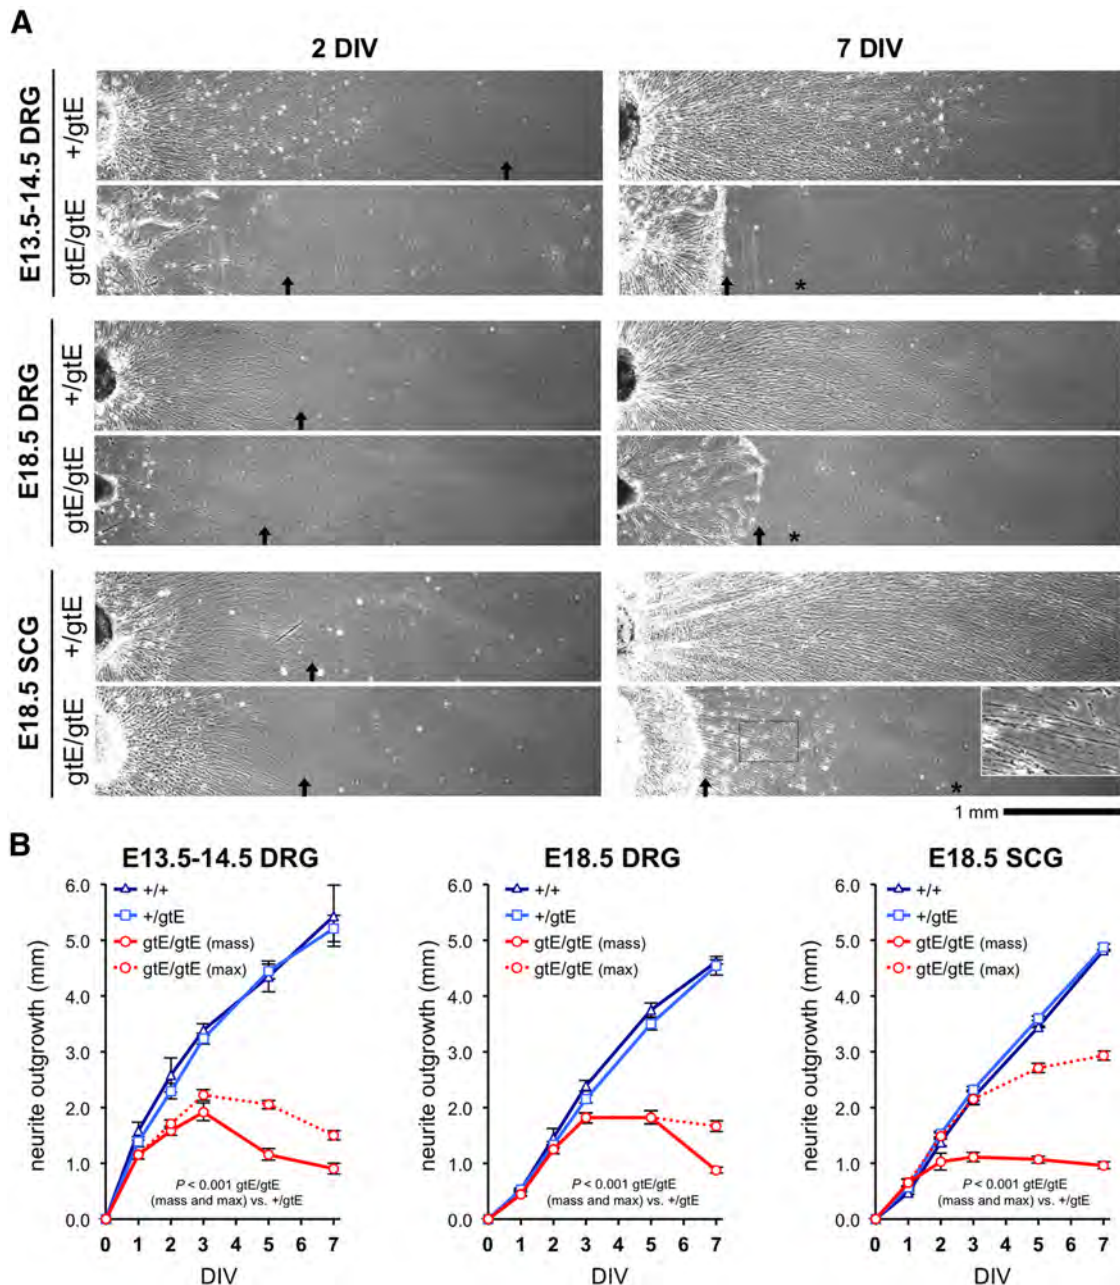 A
2 DIV
7 DIV
E13.5-14.5 DRG
+/gtE
gtE/gtE
*
E18.5 DRG
+/gtE
gtE/gtE
*
E18.5 SCG
+/gtE
gtE/gtE
*
1 mm
B
E13.5-14.5 DRG
neurite outgrowth (mm)
6.0
5.0
4.0
3.0
2.0
1.0
0.0
+/+
+/gtE
gtE/gtE (mass)
gtE/gtE (max)
P < 0.001 gtE/gtE
(mass and max) vs. +/gtE
0 1 2 3 5 7
DIV
E18.5 DRG
neurite outgrowth (mm)
6.0
5.0
4.0
3.0
2.0
1.0
0.0
+/+
+/gtE
gtE/gtE (mass)
gtE/gtE (max)
P < 0.001 gtE/gtE
(mass and max) vs. +/gtE
0 1 2 3 5 7
DIV
E18.5 SCG
neurite outgrowth (mm)
6.0
5.0
4.0
3.0
2.0
1.0
0.0
+/+
+/gtE
gtE/gtE (mass)
gtE/gtE (max)
P < 0.001 gtE/gtE
(mass and max) vs. +/gtE
0 1 2 3 5 7
DIV